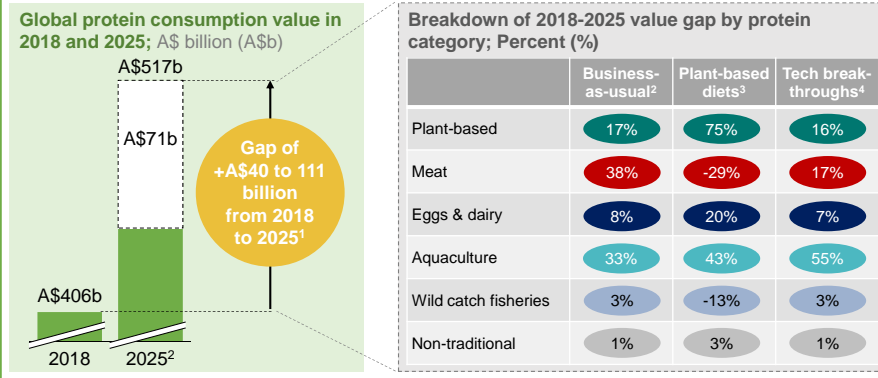 Global protein consumption value in
2018 and 2025; A$ billion (A$b)
A$517b
A$71b
Gap of
+A$40 to 111
billion
from 2018
to 2025¹
A$406b
2018
2025²
Breakdown of 2018-2025 value gap by protein
category; Percent (%)
Business-
as-usual²
Plant-based
diets³
Tech break-
throughs⁴
Plant-based 17% 75% 16%
Meat 38% -29% 17%
Eggs & dairy 8% 20% 7%
Aquaculture 33% 43% 55%
Wild catch fisheries 3% -13% 3%
Non-traditional 1% 3% 1%